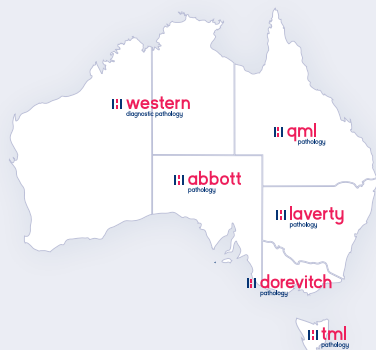 western
diagnostic pathology
qml
pathology
abbott
pathology
laverty
pathology
dorevitch
pathology
tml
pathology